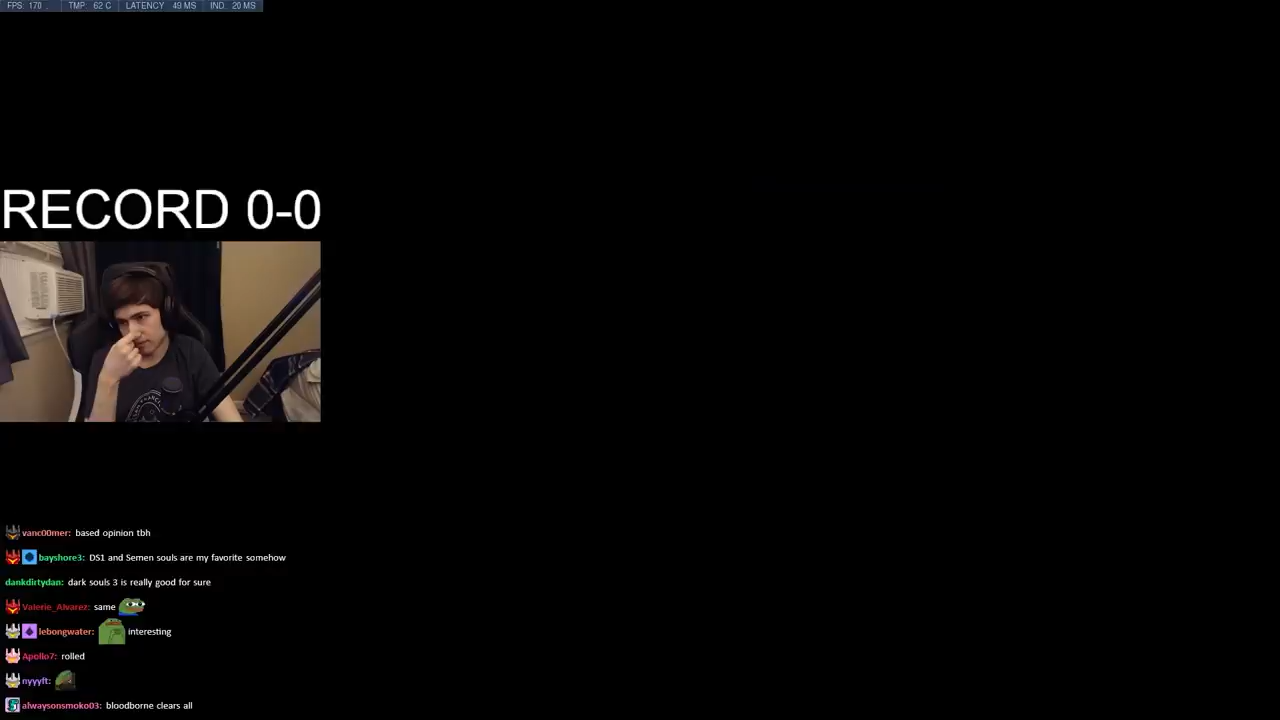 FPS: 170 TMP 62 C LATENCY 49 MS IND. 20 MS
RECORD 0-0
vanc00mer: based opinion tbh
bayshore3: DS1 and Semen souls are my favorite somehow
dankdirtydan: dark souls 3 is really good for sure
Valerie_Alvarez: same
lebongwater: interesting
Apollo7: rolled
nyyyft:
alwaysonsmoko03: bloodborne clears all